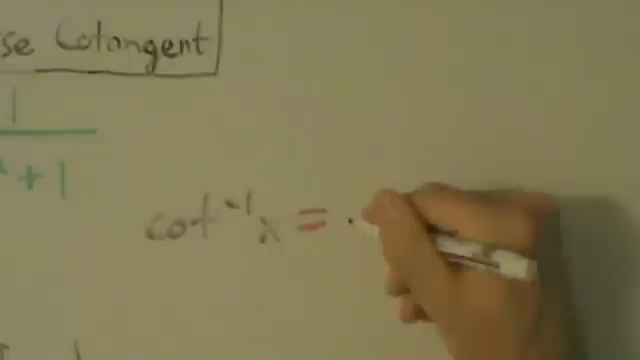 se Cotangent
1
+ 1
cot⁻¹x =